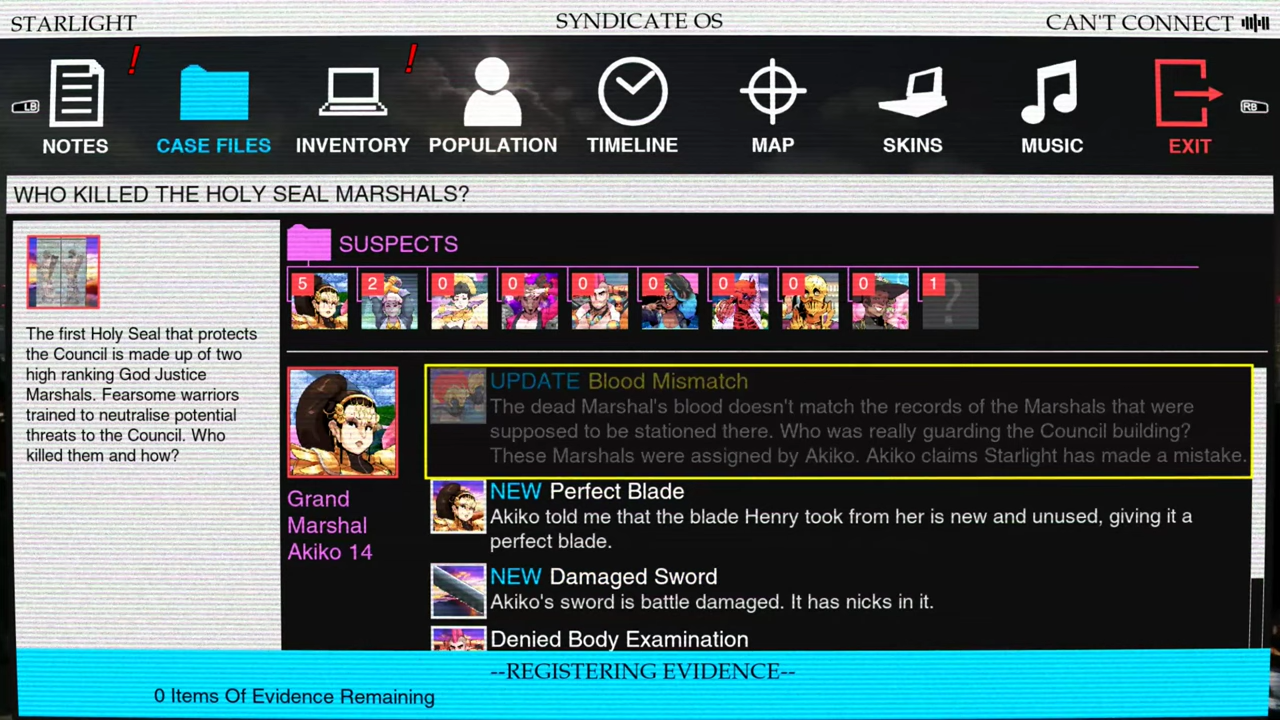 STARLIGHT
SYNDICATE OS
CAN'T CONNECT
!
!
LB
RB
NOTES
CASE FILES
INVENTORY
POPULATION
TIMELINE
MAP
SKINS
MUSIC
EXIT
WHO KILLED THE HOLY SEAL MARSHALS?
The first Holy Seal that protects
the Council is made up of two
high ranking God Justice
Marshals. Fearsome warriors
trained to neutralise potential
threats to the Council. Who
killed them and how?
SUSPECTS
5 2 0 0 0 0 0 0 0 1
?
Grand
Marshal
Akiko 14
UPDATE Blood Mismatch
The dead Marshal's blood doesn't match the records of the Marshals that were
supposed to be stationed there. Who was really guarding the Council building?
These Marshals were assigned by Akiko. Akiko claims Starlight has made a mistake.
NEW Perfect Blade
Akiko told me that the blade Henry took from her is new and unused, giving it a
perfect blade.
NEW Damaged Sword
Akiko's sword is battle damaged. It has nicks in it.
Denied Body Examination
--REGISTERING EVIDENCE--
0 Items Of Evidence Remaining